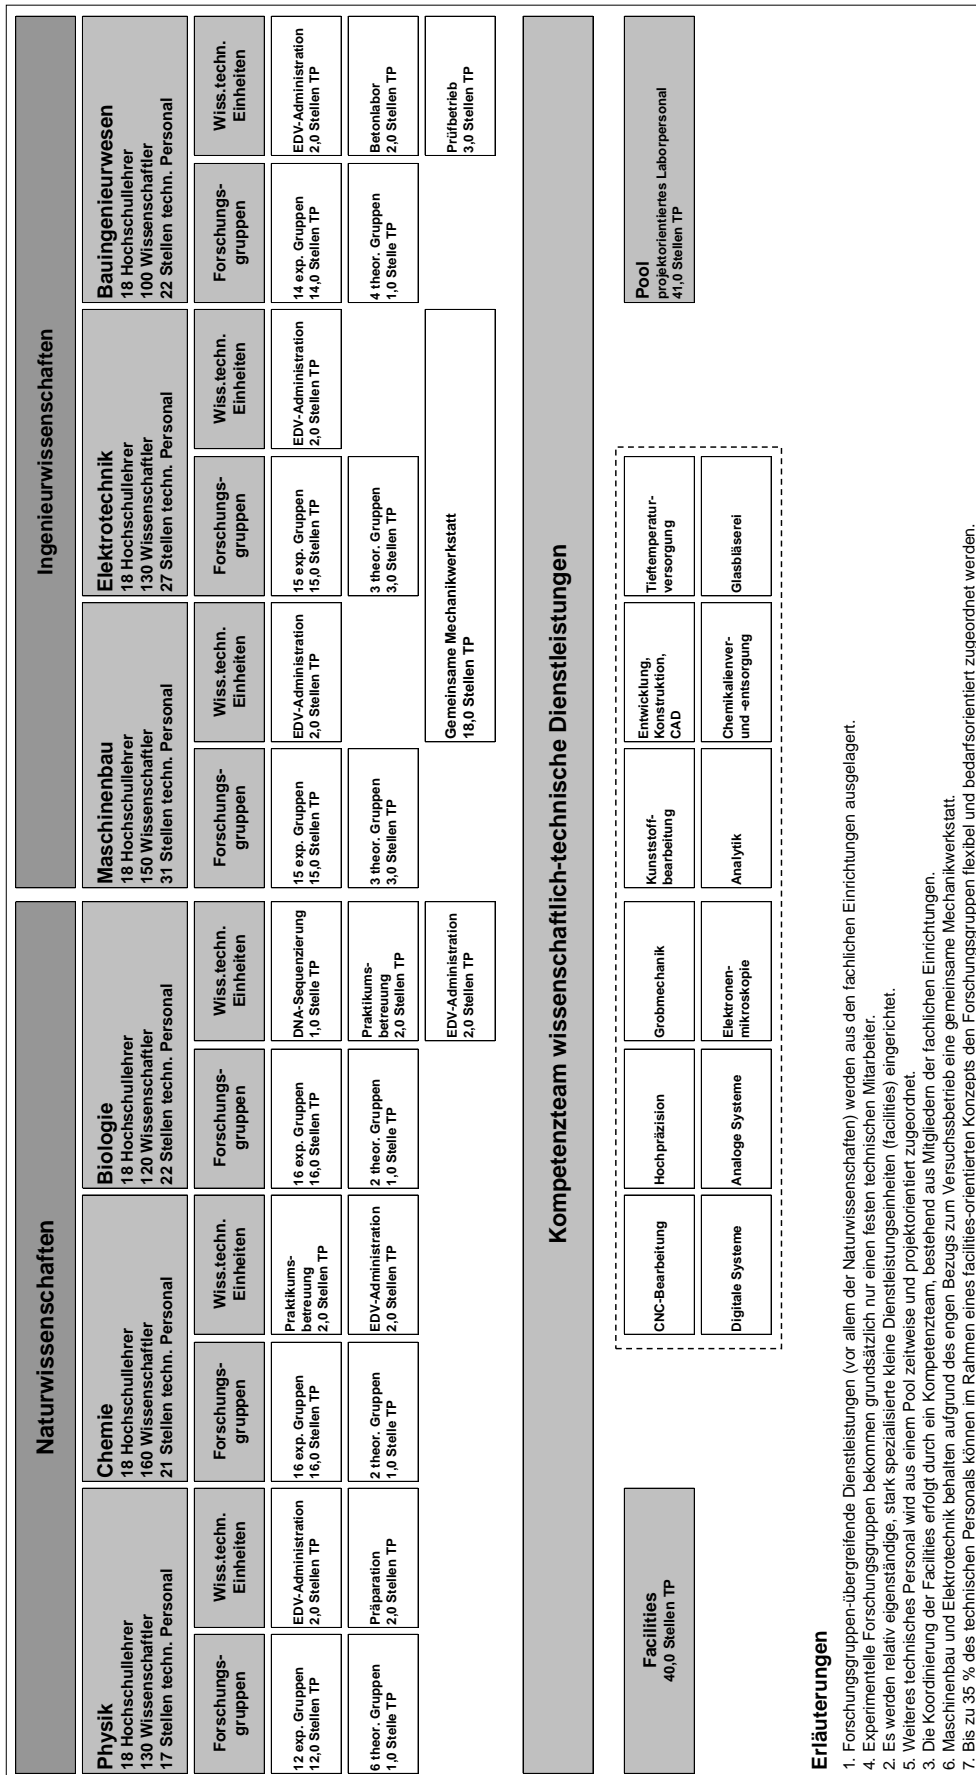 Naturwissenschaften
Ingenieurwissenschaften
Physik
18 Hochschullehrer
130 Wissenschaftler
17 Stellen techn. Personal
Chemie
18 Hochschullehrer
160 Wissenschaftler
21 Stellen techn. Personal
Biologie
18 Hochschullehrer
120 Wissenschaftler
22 Stellen techn. Personal
Maschinenbau
18 Hochschullehrer
150 Wissenschaftler
31 Stellen techn. Personal
Elektrotechnik
18 Hochschullehrer
130 Wissenschaftler
27 Stellen techn. Personal
Bauingenieurwesen
18 Hochschullehrer
100 Wissenschaftler
22 Stellen techn. Personal
Forschungs-
gruppen
Wiss.techn.
Einheiten
Forschungs-
gruppen
Wiss.techn.
Einheiten
Forschungs-
gruppen
Wiss.techn.
Einheiten
Forschungs-
gruppen
Wiss.techn.
Einheiten
Forschungs-
gruppen
Wiss.techn.
Einheiten
Forschungs-
gruppen
Wiss.techn.
Einheiten
12 exp. Gruppen
12,0 Stellen TP
EDV-Administration
2,0 Stellen TP
16 exp. Gruppen
16,0 Stellen TP
Praktikums-
betreuung
2,0 Stellen TP
16 exp. Gruppen
16,0 Stellen TP
DNA-Sequenzierung
1,0 Stelle TP
15 exp. Gruppen
15,0 Stellen TP
EDV-Administration
2,0 Stellen TP
15 exp. Gruppen
15,0 Stellen TP
EDV-Administration
2,0 Stellen TP
14 exp. Gruppen
14,0 Stellen TP
EDV-Administration
2,0 Stellen TP
6 theor. Gruppen
1,0 Stelle TP
Präparation
2,0 Stellen TP
2 theor. Gruppen
1,0 Stelle TP
EDV-Administration
2,0 Stellen TP
2 theor. Gruppen
1,0 Stelle TP
Praktikums-
betreuung
2,0 Stellen TP
3 theor. Gruppen
3,0 Stellen TP
3 theor. Gruppen
3,0 Stellen TP
4 theor. Gruppen
1,0 Stelle TP
Betonlabor
2,0 Stellen TP
EDV-Administration
2,0 Stellen TP
Gemeinsame Mechanikwerkstatt
18,0 Stellen TP
Prüfbetrieb
3,0 Stellen TP
Kompetenzteam wissenschaftlich-technische Dienstleistungen
Facilities
40,0 Stellen TP
CNC-Bearbeitung
Hochpräzision
Grobmechanik
Kunststoff-
bearbeitung
Entwicklung,
Konstruktion,
CAD
Tieftemperatur-
versorgung
Digitale Systeme
Analoge Systeme
Elektronen-
mikroskopie
Analytik
Chemikalienver-
und -entsorgung
Glasbläserei
Pool
projektorientiertes Laborpersonal
41,0 Stellen TP
Erläuterungen
1. Forschungsgruppen-übergreifende Dienstleistungen (vor allem der Naturwissenschaften) werden aus den fachlichen Einrichtungen ausgelagert.
4. Experimentelle Forschungsgruppen bekommen grundsätzlich nur einen festen technischen Mitarbeiter.
2. Es werden relativ eigenständige, stark spezialisierte kleine Dienstleistungseinheiten (facilities) eingerichtet.
5. Weiteres technisches Personal wird aus einem Pool zeitweise und projektorientiert zugeordnet.
3. Die Koordinierung der Facilities erfolgt durch ein Kompetenzteam, bestehend aus Mitgliedern der fachlichen Einrichtungen.
6. Maschinenbau und Elektrotechnik behalten aufgrund des engen Bezugs zum Versuchssbetrieb eine gemeinsame Mechanikwerkstatt.
7. Bis zu 35 % des technischen Personals können im Rahmen eines facilities-orientierten Konzepts den Forschungsgruppen flexibel und bedarfsorientiert zugeordnet werden.